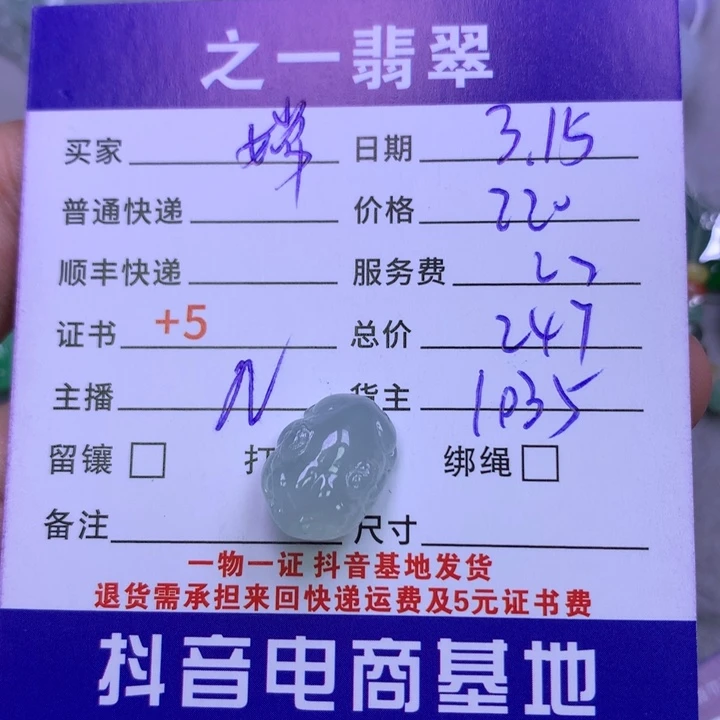 之一翡翠
买家 嫦 日期 3.15
普通快递 价格 220
顺丰快递 服务费 27
证书 +5 总价 247
主播 N 货主 1035
留镶 打 绑绳
备注 尺寸
一物一证 抖音基地发货
退货需承担来回快递运费及5元证书费
抖音电商基地